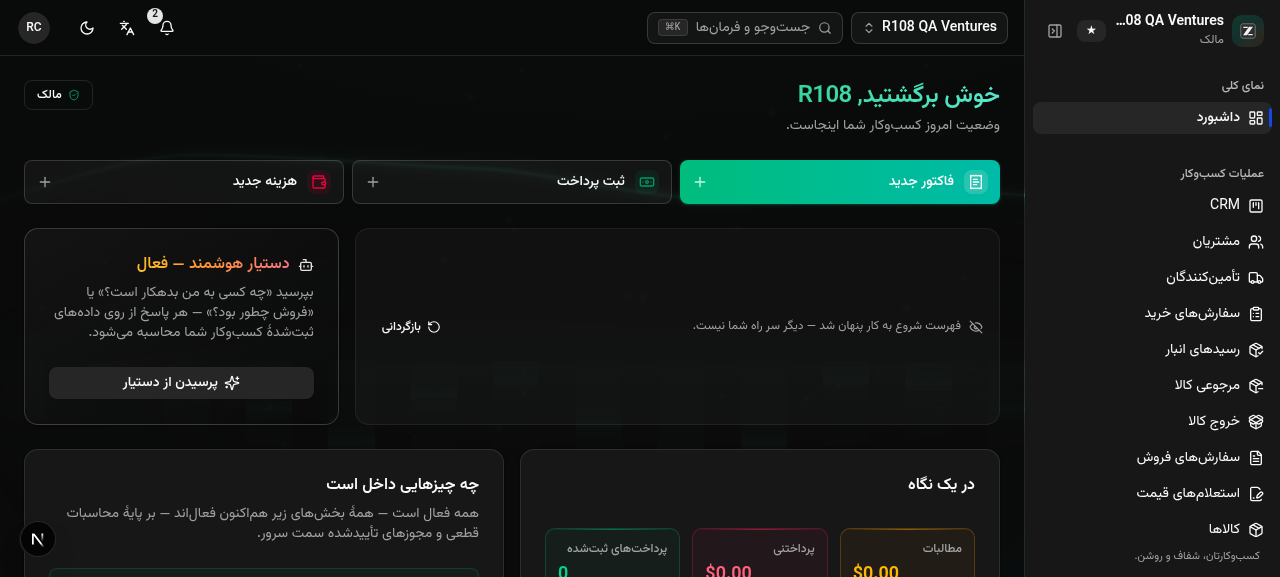 ...08 QA Ventures
مالک
نمای کلی
داشبورد
عملیات کسب‌وکار
CRM
مشتریان
تأمین‌کنندگان
سفارش‌های خرید
رسیدهای انبار
مرجوعی کالا
خروج کالا
سفارش‌های فروش
استعلام‌های قیمت
کالاها
کسب‌وکارتان، شفاف و روشن.
R108 QA Ventures
جست‌وجو و فرمان‌ها ⌘K
2
RC
خوش برگشتید, R108
مالک
وضعیت امروز کسب‌وکار شما اینجاست.
فاکتور جدید
ثبت پرداخت
هزینه جدید
فهرست شروع به کار پنهان شد — دیگر سر راه شما نیست.
بازگردانی
دستیار هوشمند — فعال
بپرسید «چه کسی به من بدهکار است؟» یا
«فروش چطور بود؟» — هر پاسخ از روی داده‌های
ثبت‌شدهٔ کسب‌وکار شما محاسبه می‌شود.
پرسیدن از دستیار
در یک نگاه
مطالبات
$0.00
پرداختنی
$0.00
پرداخت‌های ثبت‌شده
0
چه چیزهایی داخل است
همه فعال است — همهٔ بخش‌های زیر هم‌اکنون فعال‌اند — بر پایهٔ محاسبات
قطعی و مجوزهای تأییدشده سمت سرور.
N